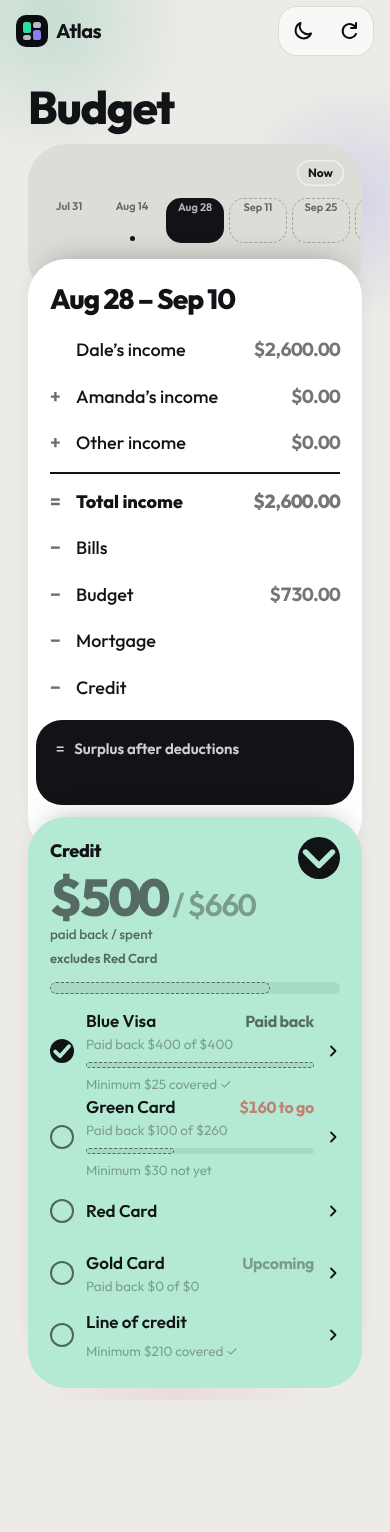 Atlas
Budget
Now
Jul 31 Aug 14 Aug 28 Sep 11 Sep 25
Aug 28 – Sep 10
Dale’s income $2,600.00
+ Amanda’s income $0.00
+ Other income $0.00
= Total income $2,600.00
– Bills
– Budget $730.00
– Mortgage
– Credit
= Surplus after deductions
Credit
$500 / $660
paid back / spent
excludes Red Card
Blue Visa Paid back
Paid back $400 of $400
Minimum $25 covered ✓
Green Card $160 to go
Paid back $100 of $260
Minimum $30 not yet
Red Card
Gold Card Upcoming
Paid back $0 of $0
Line of credit
Minimum $210 covered ✓